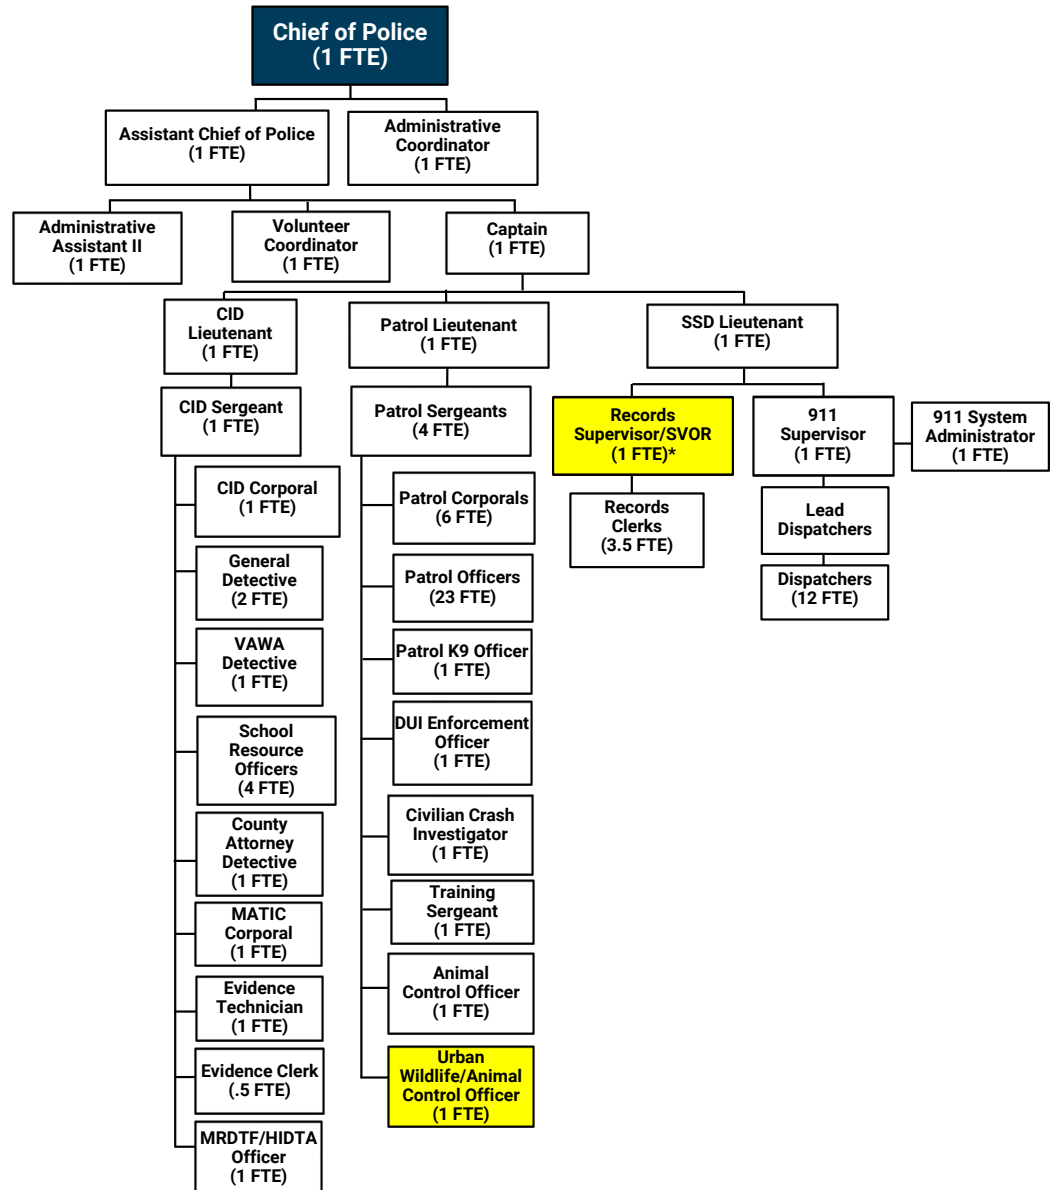 Chief of Police
(1 FTE)
Assistant Chief of Police
(1 FTE)
Administrative
Coordinator
(1 FTE)
Administrative
Assistant II
(1 FTE)
Volunteer
Coordinator
(1 FTE)
Captain
(1 FTE)
CID
Lieutenant
(1 FTE)
Patrol Lieutenant
(1 FTE)
SSD Lieutenant
(1 FTE)
CID Sergeant
(1 FTE)
Patrol Sergeants
(4 FTE)
Records
Supervisor/SVOR
(1 FTE)*
911
Supervisor
(1 FTE)
911 System
Administrator
(1 FTE)
CID Corporal
(1 FTE)
General
Detective
(2 FTE)
VAWA
Detective
(1 FTE)
School
Resource
Officers
(4 FTE)
County
Attorney
Detective
(1 FTE)
MATIC
Corporal
(1 FTE)
Evidence
Technician
(1 FTE)
Evidence Clerk
(.5 FTE)
MRDTF/HIDTA
Officer
(1 FTE)
Patrol Corporals
(6 FTE)
Patrol Officers
(23 FTE)
Patrol K9 Officer
(1 FTE)
DUI Enforcement
Officer
(1 FTE)
Civilian Crash
Investigator
(1 FTE)
Training
Sergeant
(1 FTE)
Animal
Control Officer
(1 FTE)
Urban
Wildlife/Animal
Control Officer
(1 FTE)
Records
Clerks
(3.5 FTE)
Lead
Dispatchers
Dispatchers
(12 FTE)